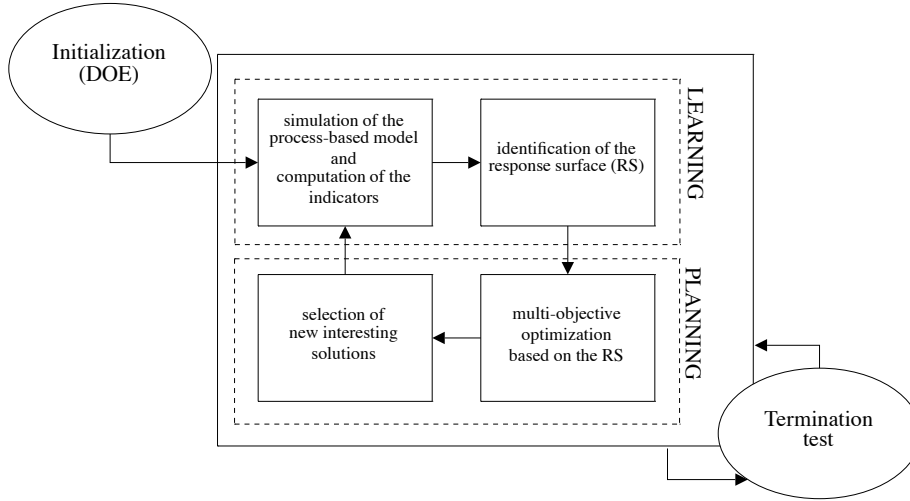 Initialization
(DOE)
LEARNING
simulation of the
process-based model
and
computation of the
indicators
identification of the
response surface (RS)
PLANNING
selection of
new interesting
solutions
multi-objective
optimization
based on the RS
Termination
test